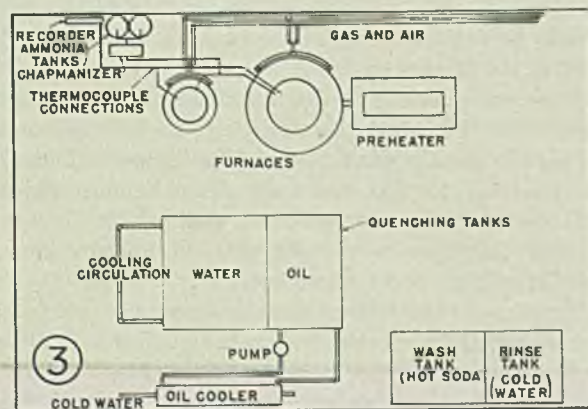 RECORDER
AMMONIA
TANKS /
CHAPMANIZER
THERMOCOUPLE
CONNECTIONS
GAS AND AIR
FURNACES
PREHEATER
QUENCHING TANKS
COOLING
CIRCULATION
WATER
OIL
PUMP
COLD WATER
OIL COOLER
3
WASH
TANK
(HOT SODA
RINSE
TANK
(COLD
WATER)